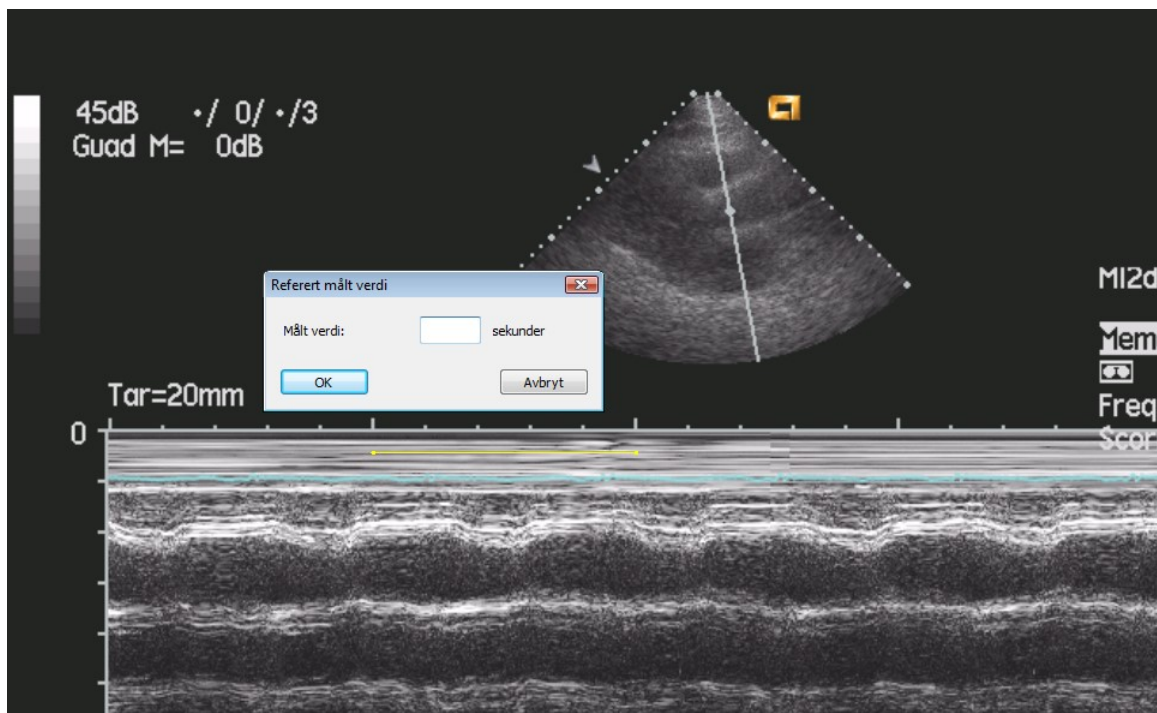 45dB ·/ 0/ ·/3
Guad M= 0dB
MI2d
Referert målt verdi
Målt verdi: sekunder
OK Avbryt
Mem
Freq
Scor
Tar=20mm
0